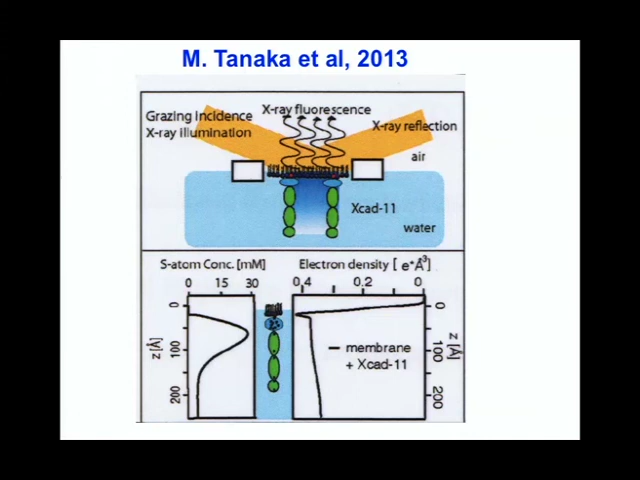 M. Tanaka et al, 2013
Grazing Incidence
X-ray illumination
X-ray fluorescence
X-ray reflection
air
Xcad-11
water
S-atom Conc. [mM]
0 15 30
Electron density [ e⁻Å³]
0,4 0.2 0
0
100
200
z [Å]
membrane
+ Xcad-11
0
100
200
z [Å]